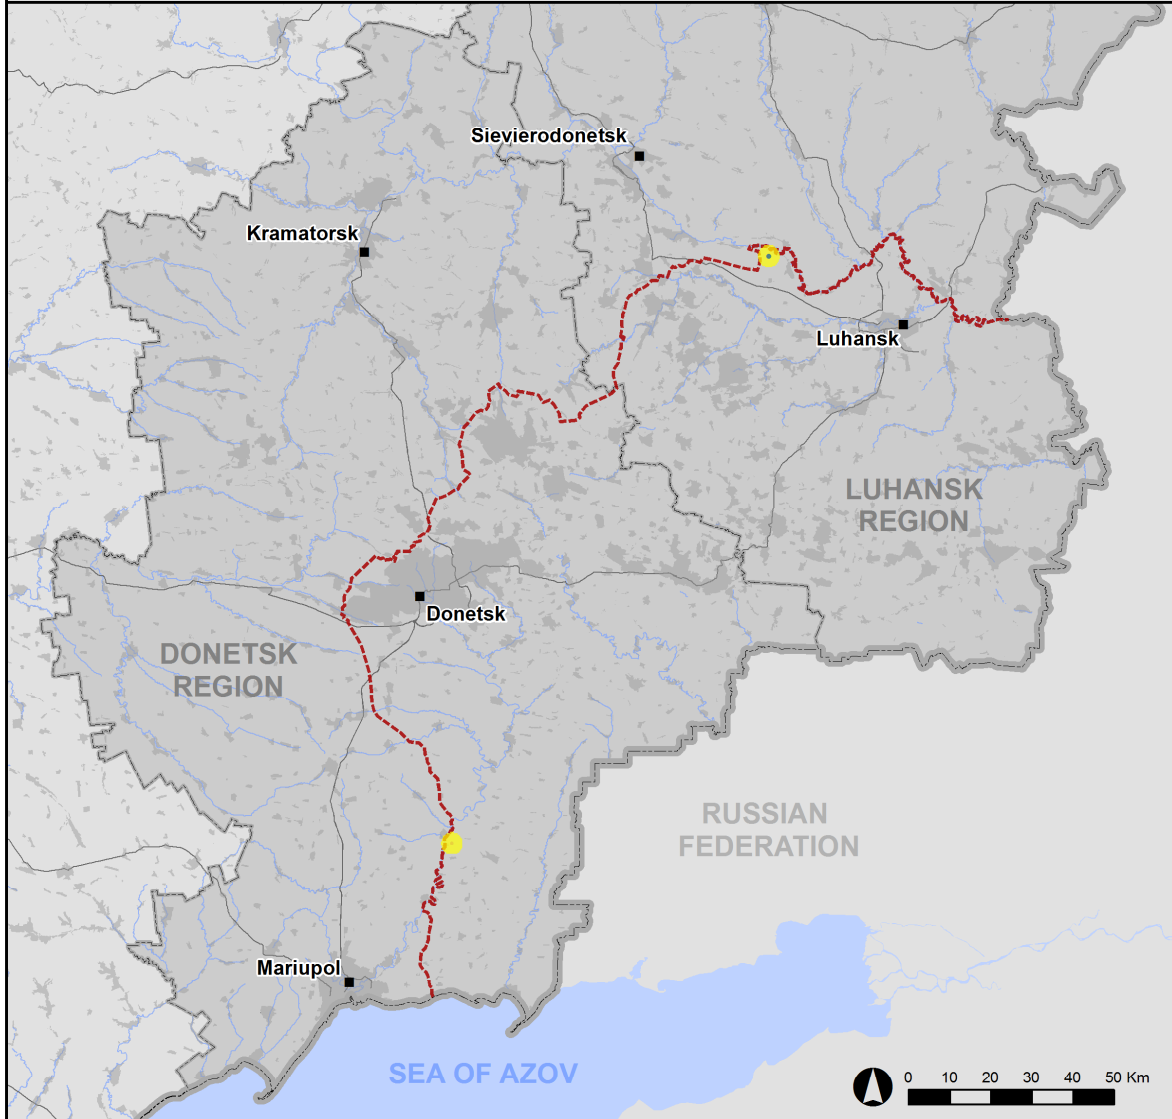 Sievierodonetsk
Kramatorsk
Luhansk
LUHANSK
REGION
Donetsk
DONETSK
REGION
RUSSIAN
FEDERATION
Mariupol
SEA OF AZOV
0 10 20 30 40 50 Km